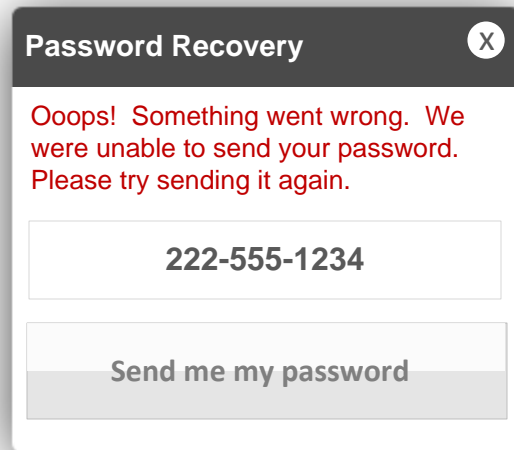 Password Recovery
X
Ooops!  Something went wrong.  We
were unable to send your password.
Please try sending it again.
222-555-1234
Send me my password